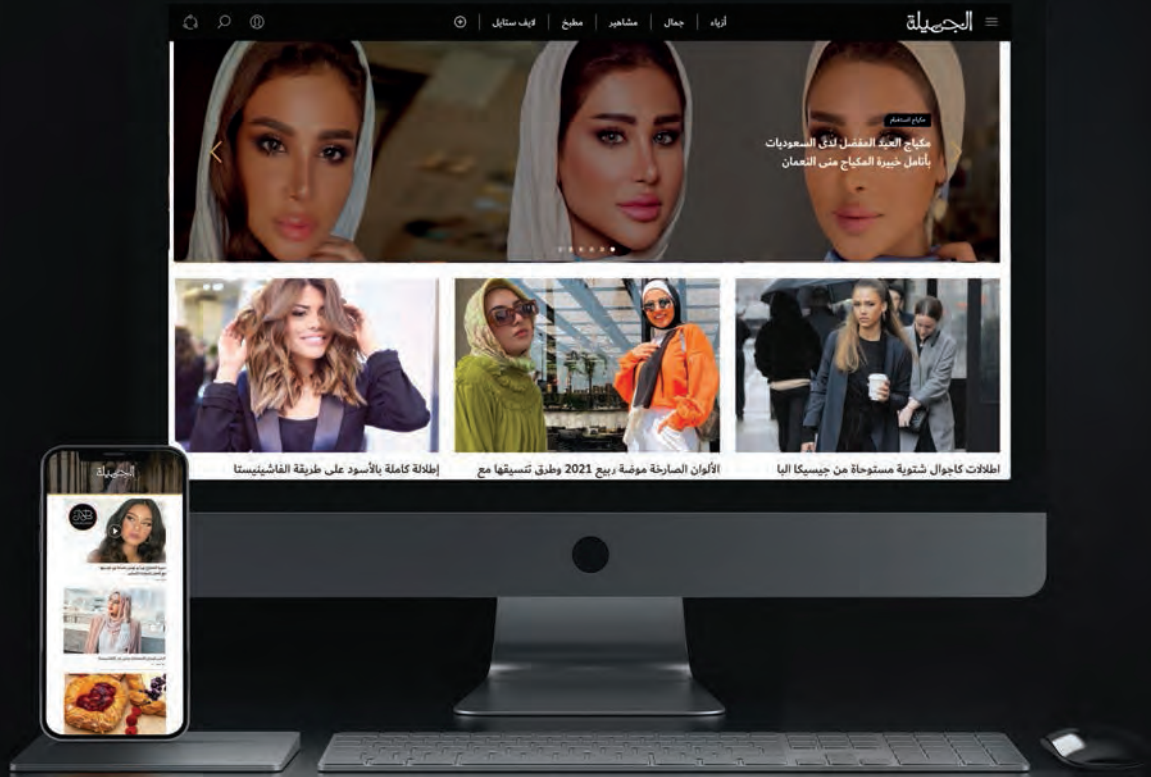 الجميلة
أزياء | جمال | مشاهير | مطبخ | لايف ستايل
مكياج العيد المفضل لدى السعوديات
بأنامل خبيرة المكياج منى النعمان
اطلالات كاجوال شتوية مستوحاة من جيسيكا البا
الألوان الصارخة موضة ربيع 2021 وطرق تنسيقها مع
إطلالة كاملة بالأسود على طريقة الفاشينيستا
الجميلة